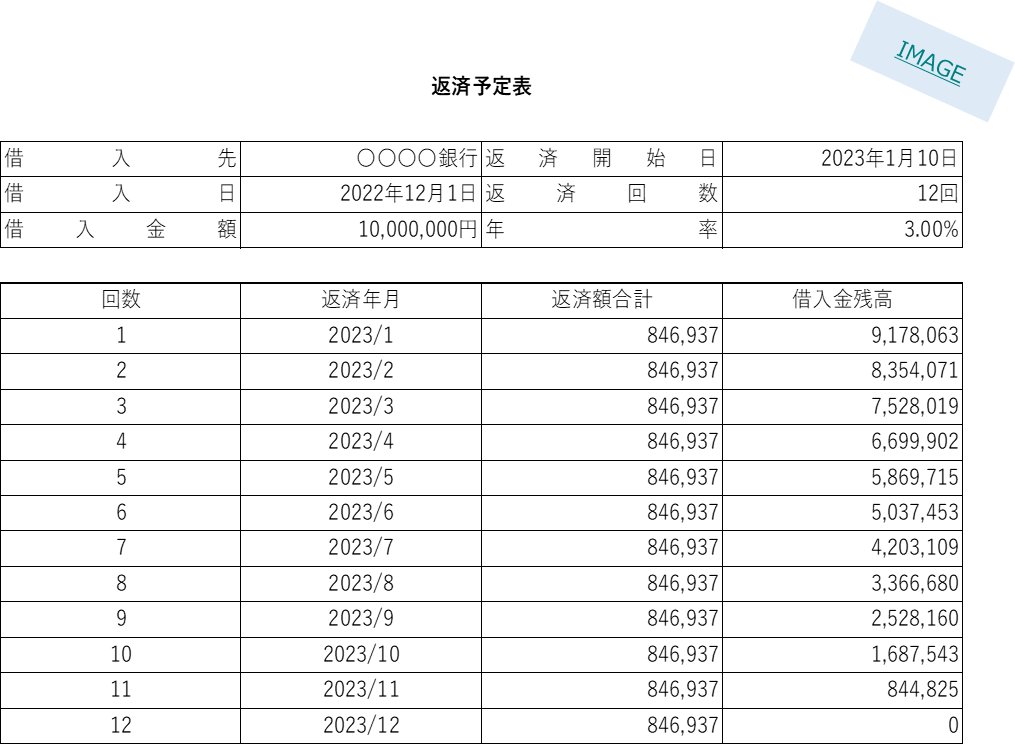 IMAGE
返済予定表
借入先 〇〇〇〇銀行 返済開始日 2023年1月10日
借入日 2022年12月1日 返済回数 12回
借入金額 10,000,000円 年率 3.00%
回数 返済年月 返済額合計 借入金残高
1 2023/1 846,937 9,178,063
2 2023/2 846,937 8,354,071
3 2023/3 846,937 7,528,019
4 2023/4 846,937 6,699,902
5 2023/5 846,937 5,869,715
6 2023/6 846,937 5,037,453
7 2023/7 846,937 4,203,109
8 2023/8 846,937 3,366,680
9 2023/9 846,937 2,528,160
10 2023/10 846,937 1,687,543
11 2023/11 846,937 844,825
12 2023/12 846,937 0